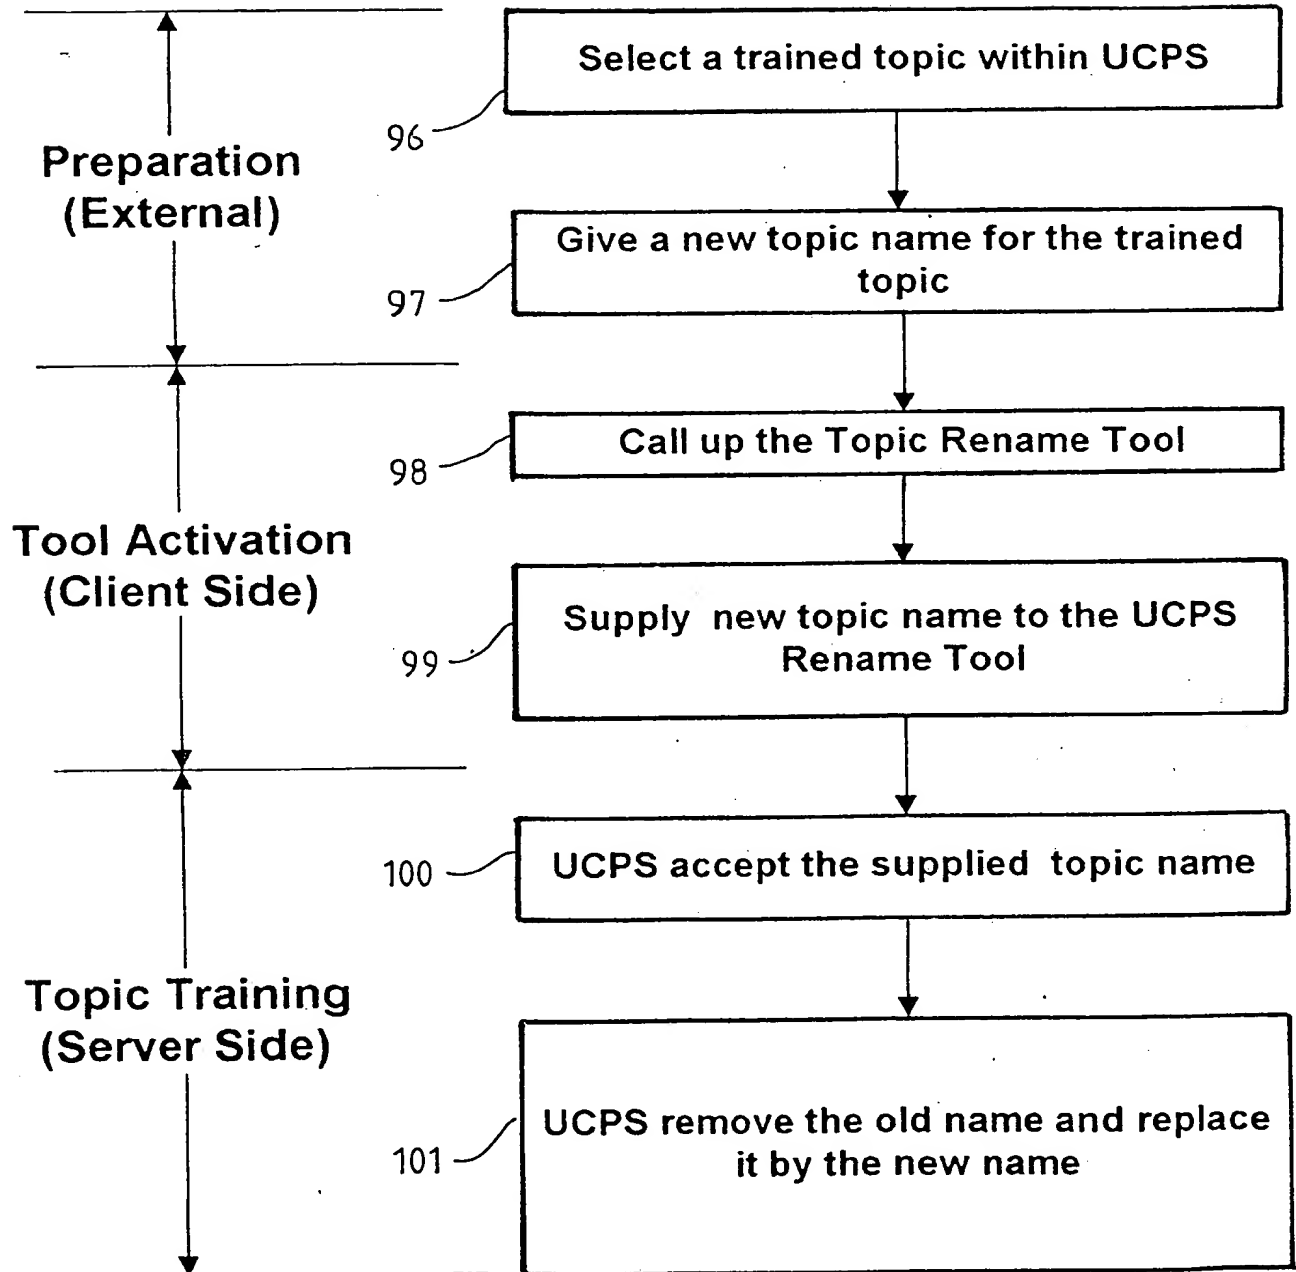 Select a trained topic within UCPS
96
Preparation
(External)
Give a new topic name for the trained
topic
97
Call up the Topic Rename Tool
98
Tool Activation
(Client Side)
Supply new topic name to the UCPS
Rename Tool
99
UCPS accept the supplied topic name
100
Topic Training
(Server Side)
UCPS remove the old name and replace
it by the new name
101